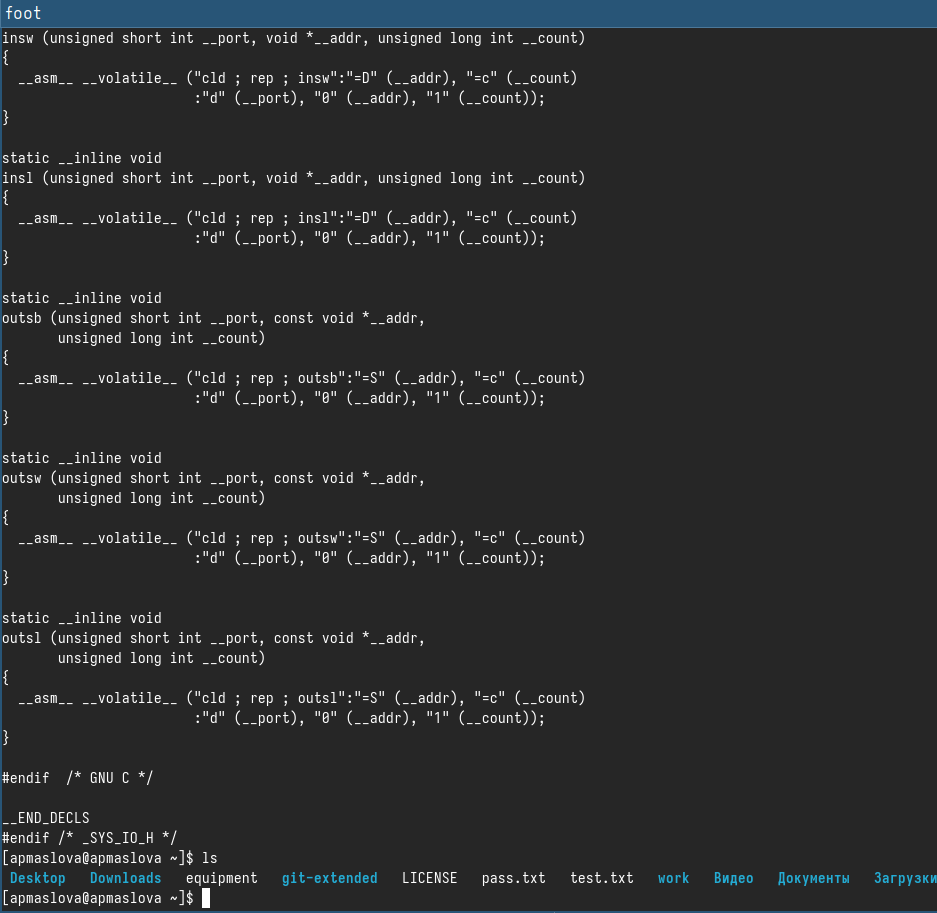 foot
insw (unsigned short int __port, void *__addr, unsigned long int __count)
{
  __asm__ __volatile__ ("cld ; rep ; insw":"=D" (__addr), "=c" (__count)
                        :"d" (__port), "0" (__addr), "1" (__count));
}

static __inline void
insl (unsigned short int __port, void *__addr, unsigned long int __count)
{
  __asm__ __volatile__ ("cld ; rep ; insl":"=D" (__addr), "=c" (__count)
                        :"d" (__port), "0" (__addr), "1" (__count));
}

static __inline void
outsb (unsigned short int __port, const void *__addr,
       unsigned long int __count)
{
  __asm__ __volatile__ ("cld ; rep ; outsb":"=S" (__addr), "=c" (__count)
                        :"d" (__port), "0" (__addr), "1" (__count));
}

static __inline void
outsw (unsigned short int __port, const void *__addr,
       unsigned long int __count)
{
  __asm__ __volatile__ ("cld ; rep ; outsw":"=S" (__addr), "=c" (__count)
                        :"d" (__port), "0" (__addr), "1" (__count));
}

static __inline void
outsl (unsigned short int __port, const void *__addr,
       unsigned long int __count)
{
  __asm__ __volatile__ ("cld ; rep ; outsl":"=S" (__addr), "=c" (__count)
                        :"d" (__port), "0" (__addr), "1" (__count));
}

#endif  /* GNU C */

__END_DECLS
#endif /* _SYS_IO_H */
[apmaslova@apmaslova ~]$ ls
 Desktop   Downloads   equipment   git-extended   LICENSE   pass.txt   test.txt   work   Видео   Документы   Загрузки
[apmaslova@apmaslova ~]$